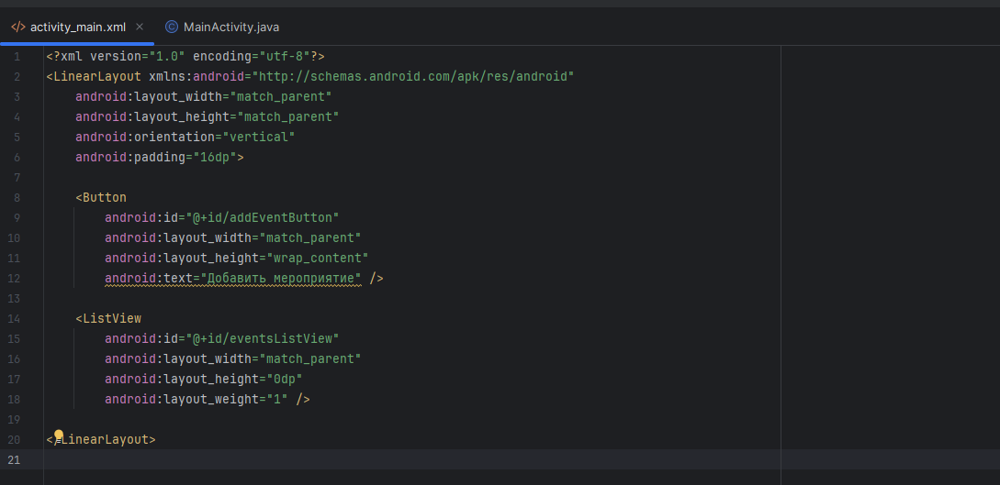 activity_main.xml
MainActivity.java
1 <?xml version="1.0" encoding="utf-8"?>
2 <LinearLayout xmlns:android="http://schemas.android.com/apk/res/android"
3     android:layout_width="match_parent"
4     android:layout_height="match_parent"
5     android:orientation="vertical"
6     android:padding="16dp">
7
8     <Button
9         android:id="@+id/addEventButton"
10         android:layout_width="match_parent"
11         android:layout_height="wrap_content"
12         android:text="Добавить мероприятие" />
13
14     <ListView
15         android:id="@+id/eventsListView"
16         android:layout_width="match_parent"
17         android:layout_height="0dp"
18         android:layout_weight="1" />
19
20 </LinearLayout>
21